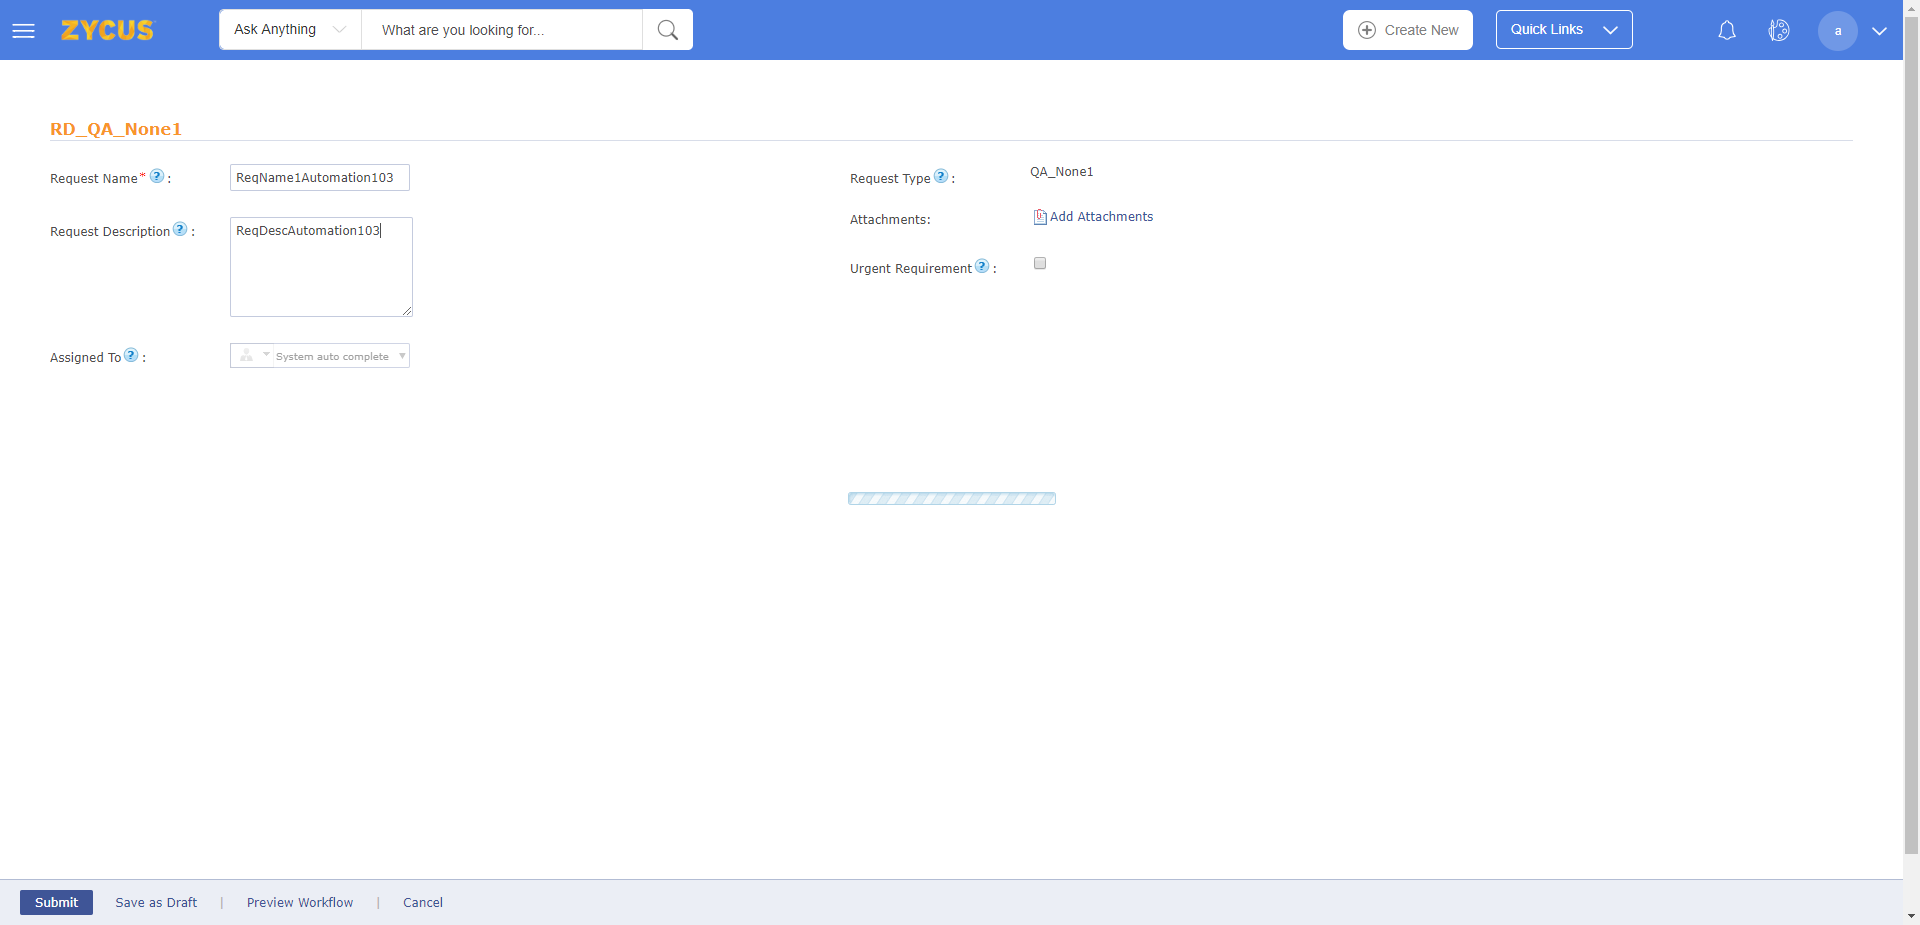 ZYCUS
Ask Anything
What are you looking for...
Create New
Quick Links
a
RD_QA_None1
Request Name* ? :
ReqName1Automation103
Request Type ? :
QA_None1
Request Description ? :
ReqDescAutomation103
Attachments:
Add Attachments
Urgent Requirement ? :
Assigned To ? :
System auto complete
Submit
Save as Draft
|
Preview Workflow
|
Cancel